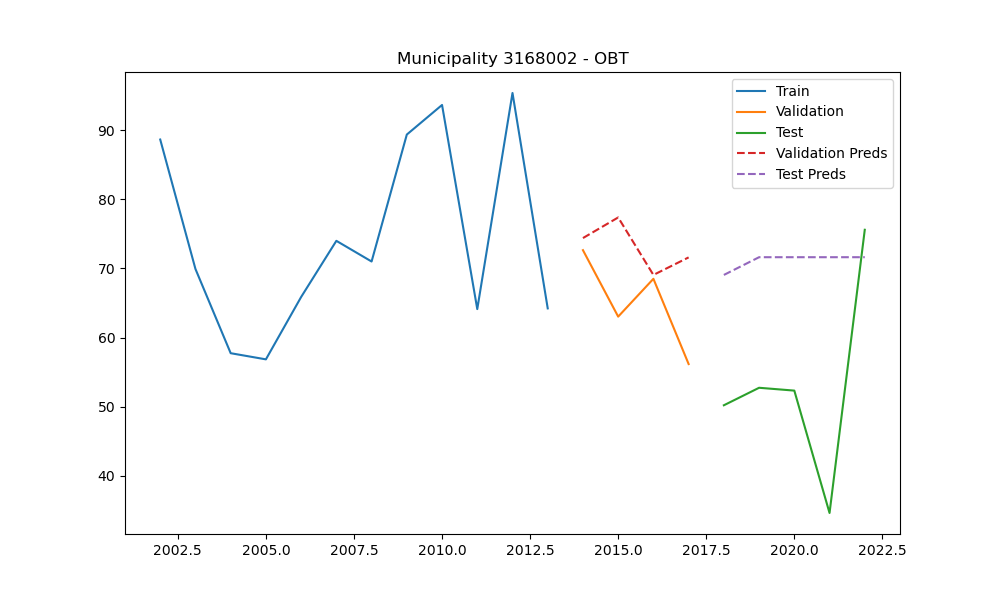 Municipality 3168002 - OBT
Train
Validation
Test
Validation Preds
Test Preds
90
80
70
60
50
40
2002.5 2005.0 2007.5 2010.0 2012.5 2015.0 2017.5 2020.0 2022.5